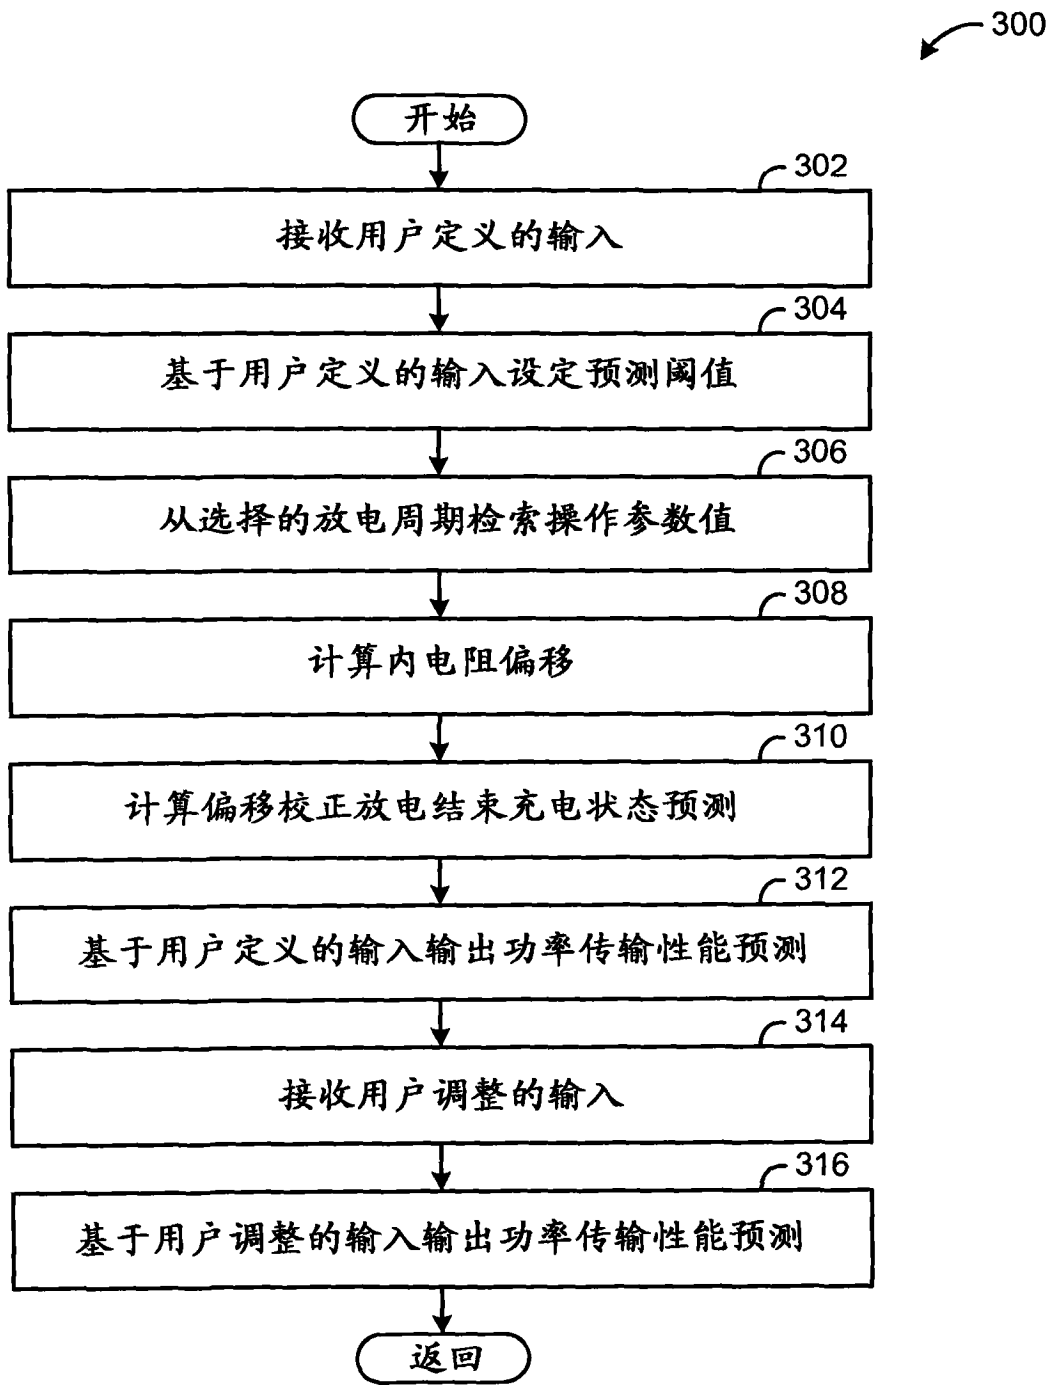 300
开始
302
接收用户定义的输入
304
基于用户定义的输入设定预测阈值
306
从选择的放电周期检索操作参数值
308
计算内电阻偏移
310
计算偏移校正放电结束充电状态预测
312
基于用户定义的输入输出功率传输性能预测
314
接收用户调整的输入
316
基于用户调整的输入输出功率传输性能预测
返回